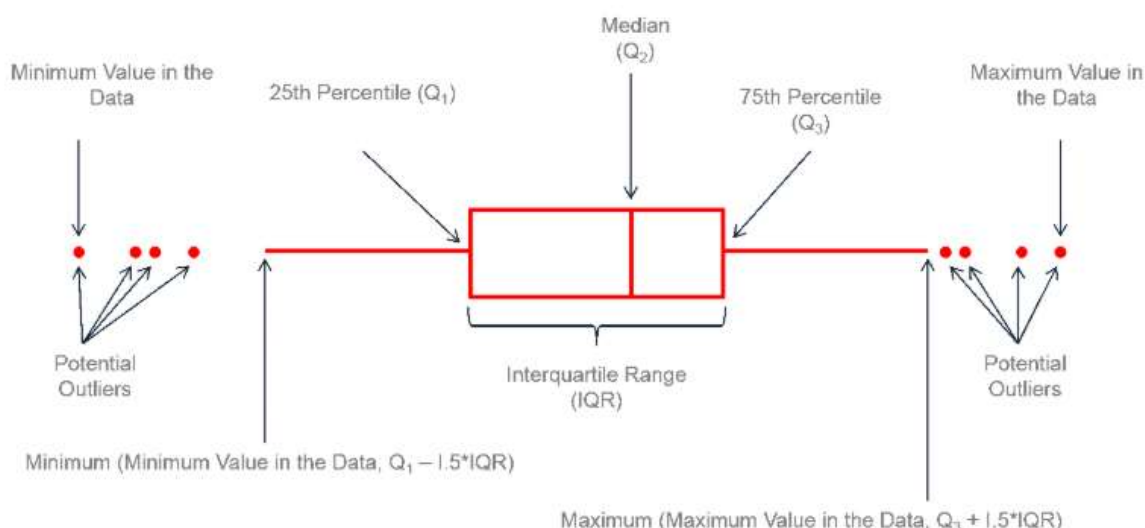 Median
(Q₂)
Minimum Value in the
Data
25th Percentile (Q₁)
75th Percentile
(Q₃)
Maximum Value in
the Data
Potential
Outliers
Interquartile Range
(IQR)
Potential
Outliers
Minimum (Minimum Value in the Data, Q₁ – I.5*IQR)
Maximum (Maximum Value in the Data, Q₃ + I.5*IQR)